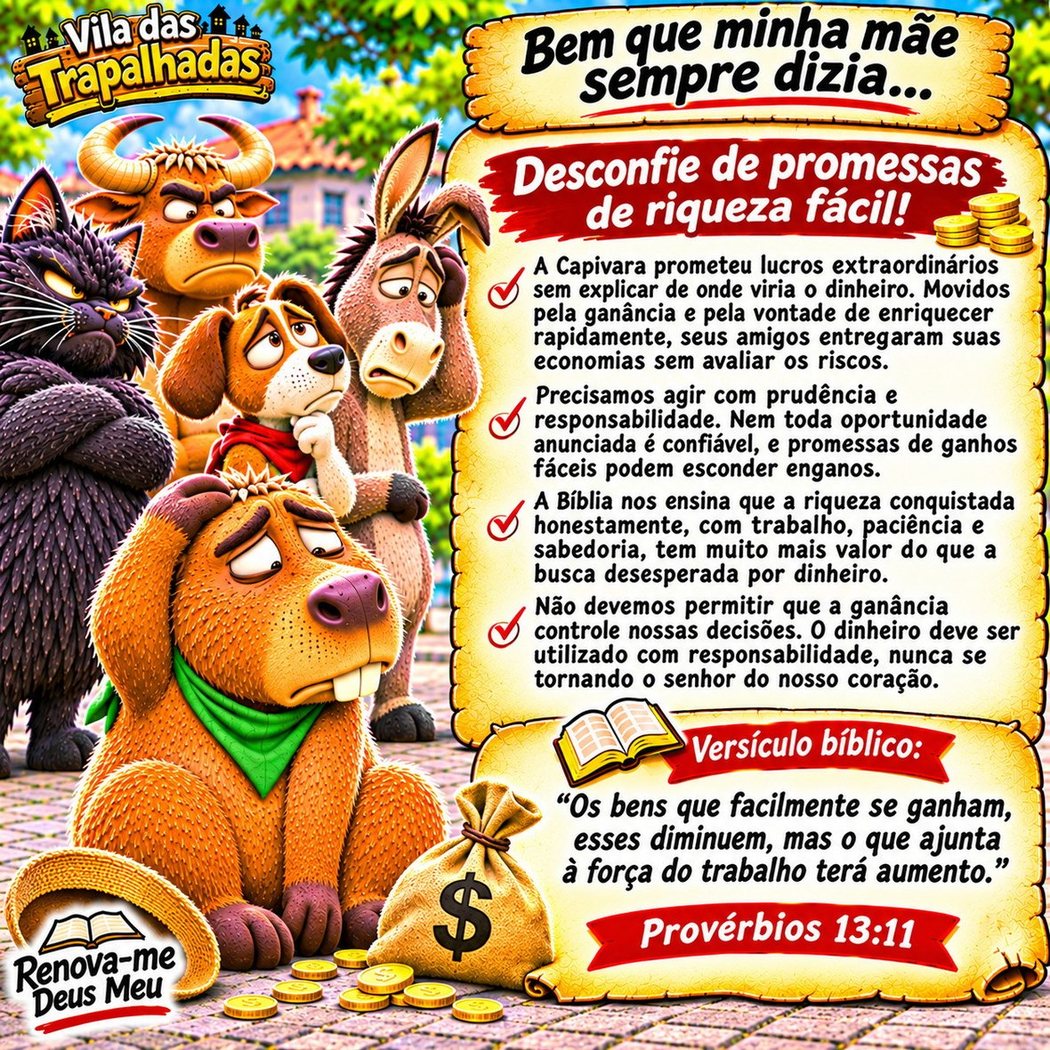 Vila das
Trapalhadas
Bem que minha mãe
sempre dizia...
Desconfie de promessas
de riqueza fácil!
A Capivara prometeu lucros extraordinários
sem explicar de onde viria o dinheiro. Movidos
pela ganância e pela vontade de enriquecer
rapidamente, seus amigos entregaram suas
economias sem avaliar os riscos.
Precisamos agir com prudência e
responsabilidade. Nem toda oportunidade
anunciada é confiável, e promessas de ganhos
fáceis podem esconder enganos.
A Bíblia nos ensina que a riqueza conquistada
honestamente, com trabalho, paciência e
sabedoria, tem muito mais valor do que a
busca desesperada por dinheiro.
Não devemos permitir que a ganância
controle nossas decisões. O dinheiro deve ser
utilizado com responsabilidade, nunca se
tornando o senhor do nosso coração.
Versículo bíblico:
“Os bens que facilmente se ganham,
esses diminuem, mas o que ajunta
à força do trabalho terá aumento.”
Provérbios 13:11
$
Renova-me
Deus Meu